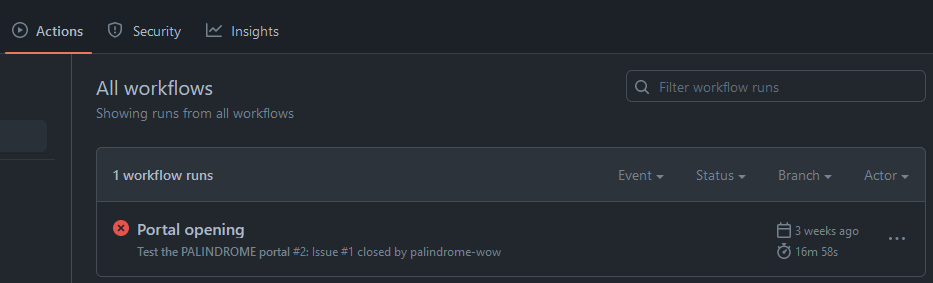 Actions Security Insights
All workflows
Filter workflow runs
Showing runs from all workflows
1 workflow runs Event Status Branch Actor
Portal opening 3 weeks ago
Test the PALINDROME portal #2: Issue #1 closed by palindrome-wow 16m 58s